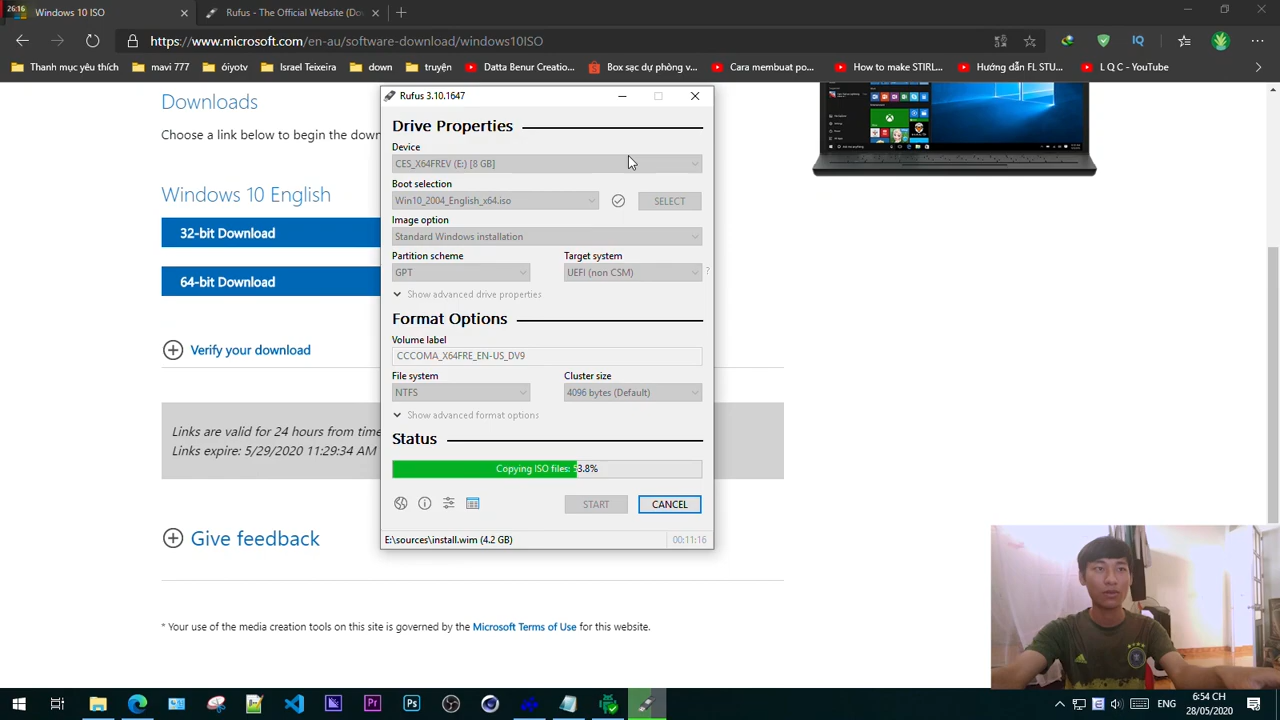 26:16
Windows 10 ISO
Rufus - The Official Website (Do
https://www.microsoft.com/en-au/software-download/windows10ISO
IQ
Thanh mục yêu thích
mavi 777
óiyotv
Israel Teixeira
down
truyện
Datta Benur Creatio...
Box sạc dự phòng v...
Cara membuat po...
How to make STIRL...
Hướng dẫn FL STU...
L Q C - YouTube
Downloads
Choose a link below to begin the down
Windows 10 English
32-bit Download
64-bit Download
Verify your download
Links are valid for 24 hours from time
Links expire: 5/29/2020 11:29:34 AM
Give feedback
* Your use of the media creation tools on this site is governed by the Microsoft Terms of Use for this website.
Rufus 3.10.1647
Drive Properties
Device
CES_X64FREV (E:) [8 GB]
Boot selection
Win10_2004_English_x64.iso
SELECT
Image option
Standard Windows installation
Partition scheme
Target system
GPT
UEFI (non CSM)
?
Show advanced drive properties
Format Options
Volume label
CCCOMA_X64FRE_EN-US_DV9
File system
Cluster size
NTFS
4096 bytes (Default)
Show advanced format options
Status
Copying ISO files: 53.8%
START
CANCEL
E:\sources\install.wim (4.2 GB)
00:11:16
Pr
Ps
ENG
6:54 CH
28/05/2020